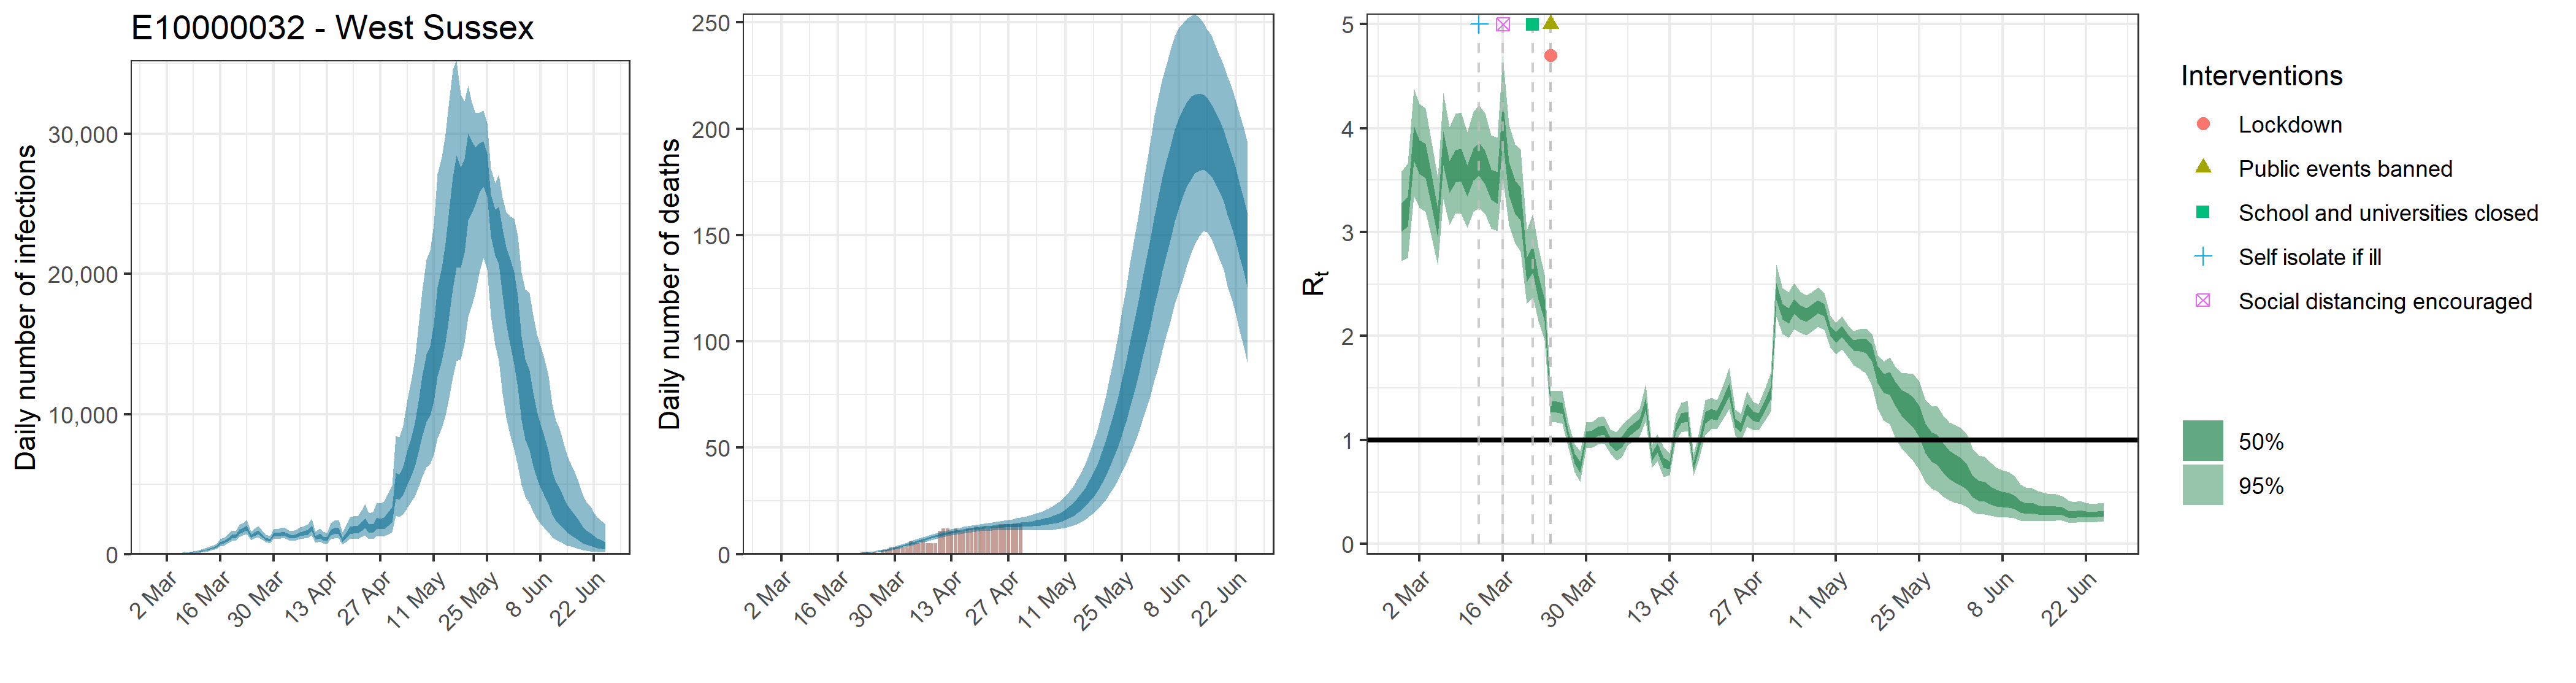 E10000032 - West Sussex
Daily number of infections
30,000
20,000
10,000
0
2 Mar
16 Mar
30 Mar
13 Apr
27 Apr
11 May
25 May
8 Jun
22 Jun
Daily number of deaths
250
200
150
100
50
0
2 Mar
16 Mar
30 Mar
13 Apr
27 Apr
11 May
25 May
8 Jun
22 Jun
Rt
5
4
3
2
1
0
2 Mar
16 Mar
30 Mar
13 Apr
27 Apr
11 May
25 May
8 Jun
22 Jun
Interventions
Lockdown
Public events banned
School and universities closed
Self isolate if ill
Social distancing encouraged
50%
95%